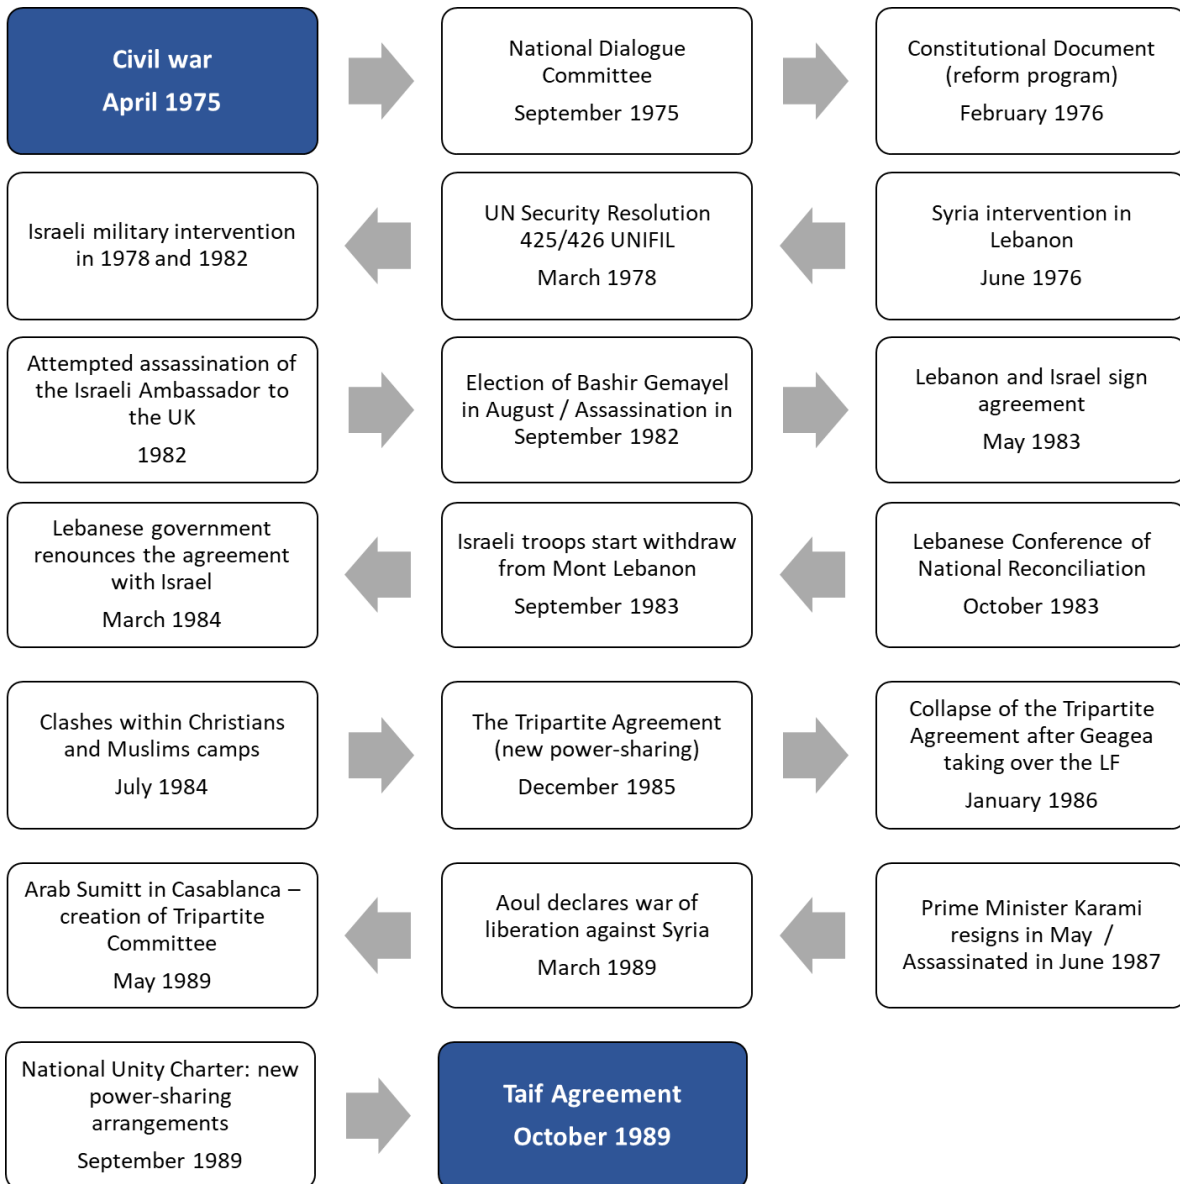 Civil war
April 1975
National Dialogue
Committee
September 1975
Constitutional Document
(reform program)
February 1976
Israeli military intervention
in 1978 and 1982
UN Security Resolution
425/426 UNIFIL
March 1978
Syria intervention in
Lebanon
June 1976
Attempted assassination of
the Israeli Ambassador to
the UK
1982
Election of Bashir Gemayel
in August / Assassination in
September 1982
Lebanon and Israel sign
agreement
May 1983
Lebanese government
renounces the agreement
with Israel
March 1984
Israeli troops start withdraw
from Mont Lebanon
September 1983
Lebanese Conference of
National Reconciliation
October 1983
Clashes within Christians
and Muslims camps
July 1984
The Tripartite Agreement
(new power-sharing)
December 1985
Collapse of the Tripartite
Agreement after Geagea
taking over the LF
January 1986
Arab Sumitt in Casablanca –
creation of Tripartite
Committee
May 1989
Aoul declares war of
liberation against Syria
March 1989
Prime Minister Karami
resigns in May  /
Assassinated in June 1987
National Unity Charter: new
power-sharing
arrangements
September 1989
Taif Agreement
October 1989